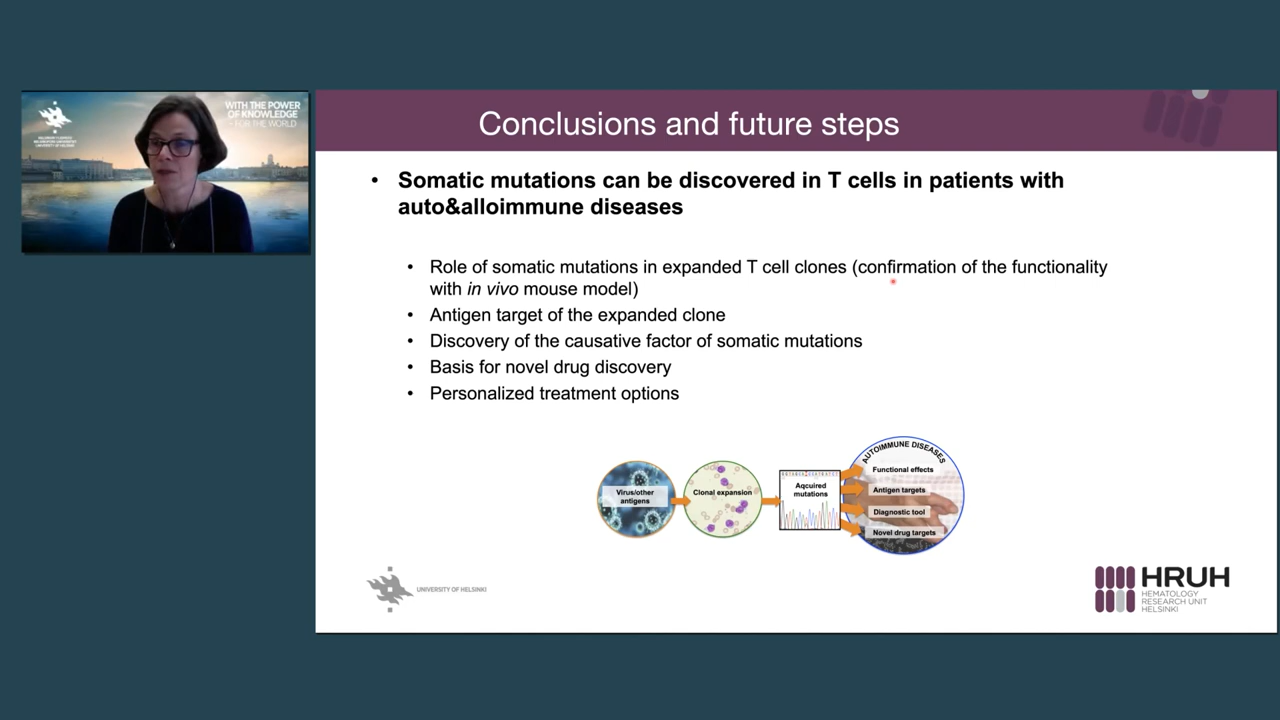 WITH THE POWER
OF KNOWLEDGE
– FOR THE WORLD
UNIVERSITY OF HELSINKI
Conclusions and future steps
• Somatic mutations can be discovered in T cells in patients with
auto&alloimmune diseases
• Role of somatic mutations in expanded T cell clones (confirmation of the functionality
with in vivo mouse model)
• Antigen target of the expanded clone
• Discovery of the causative factor of somatic mutations
• Basis for novel drug discovery
• Personalized treatment options
Virus/other
antigens
Clonal expansion
Aqcuired
mutations
AUTOIMMUNE DISEASES
Functional effects
Antigen targets
Diagnostic tool
Novel drug targets
UNIVERSITY OF HELSINKI
HRUH
HEMATOLOGY
RESEARCH UNIT
HELSINKI